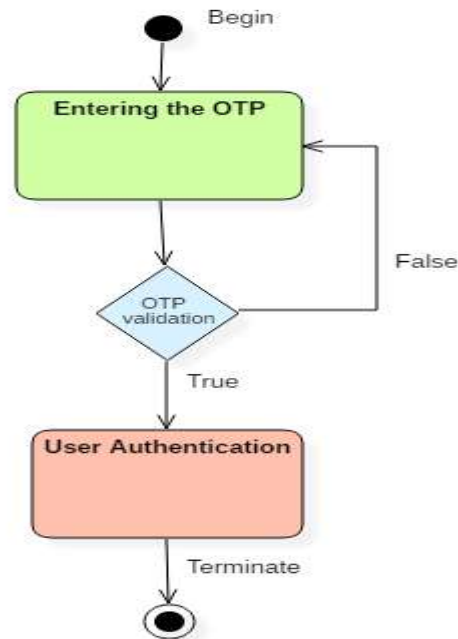 Begin
Entering the OTP
False
OTP
validation
True
User Authentication
Terminate